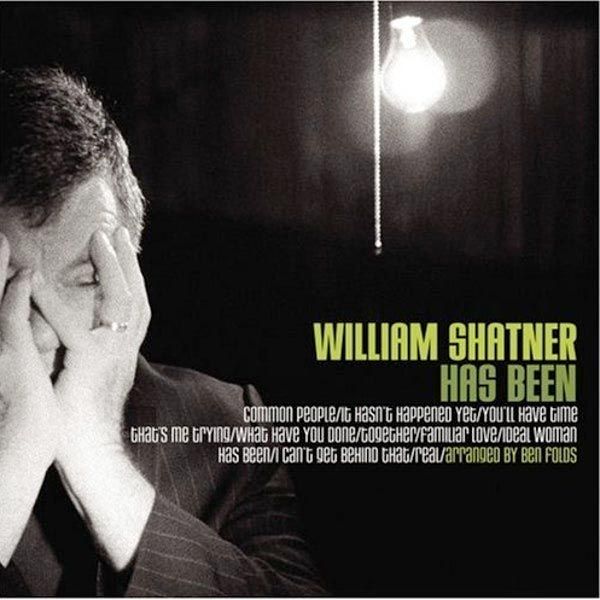 WILLIAM SHATNER
HAS BEEN
COMMON PEOPLE/IT HASN'T HAPPENED YET/YOU'LL HAVE TIME
THAT'S ME TRYING/WHAT HAVE YOU DONE/TOGETHER/FAMILIAR LOVE/IDEAL WOMAN
HAS BEEN/I CAN'T GET BEHIND THAT/REAL/ARRANGED BY BEN FOLDS